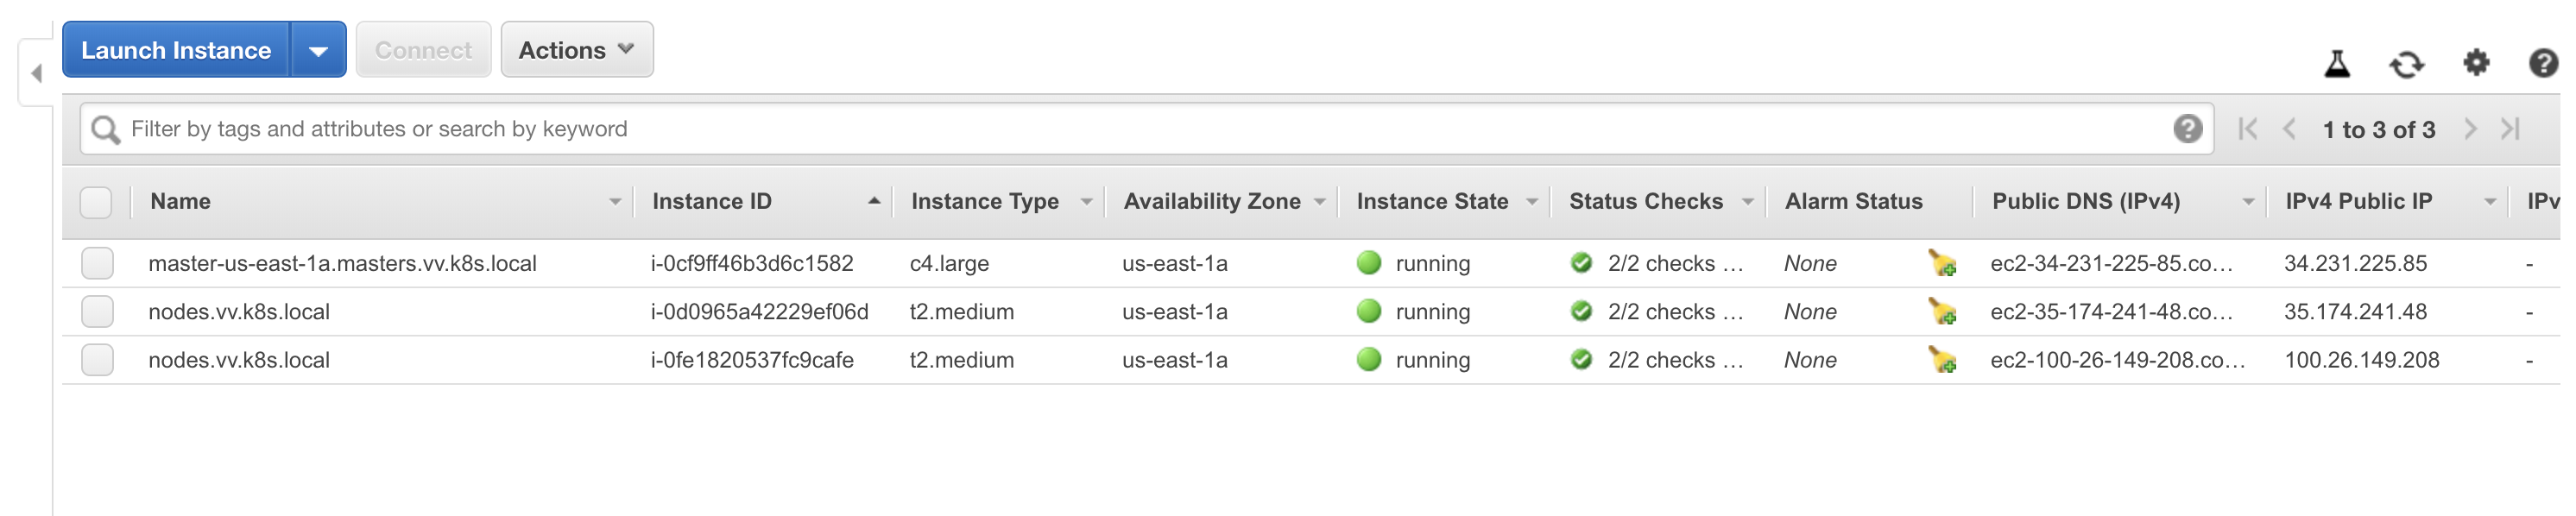 Launch Instance Connect Actions
Filter by tags and attributes or search by keyword 1 to 3 of 3
Name Instance ID Instance Type Availability Zone Instance State Status Checks Alarm Status Public DNS (IPv4) IPv4 Public IP IPv
master-us-east-1a.masters.vv.k8s.local i-0cf9ff46b3d6c1582 c4.large us-east-1a running 2/2 checks ... None ec2-34-231-225-85.co... 34.231.225.85 -
nodes.vv.k8s.local i-0d0965a42229ef06d t2.medium us-east-1a running 2/2 checks ... None ec2-35-174-241-48.co... 35.174.241.48 -
nodes.vv.k8s.local i-0fe1820537fc9cafe t2.medium us-east-1a running 2/2 checks ... None ec2-100-26-149-208.co... 100.26.149.208 -